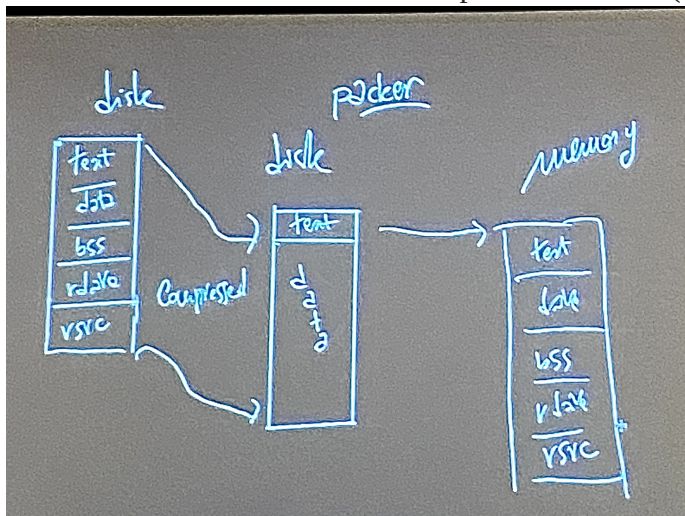 disk
packer
disk
memory
text
data
bss
rdata
rsrc
Compressed
text
data
text
data
bss
rdata
rsrc